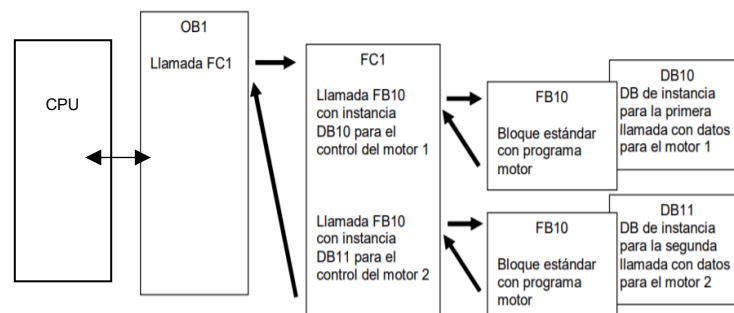 CPU
OB1
Llamada FC1
FC1
Llamada FB10
con instancia
DB10 para el
control del motor 1
Llamada FB10
con instancia
DB11 para el
control del motor 2
FB10
Bloque estándar
con programa
motor
DB10
DB de instancia
para la primera
llamada con datos
para el motor 1
FB10
Bloque estándar
con programa
motor
DB11
DB de instancia
para la segunda
llamada con datos
para el motor 2